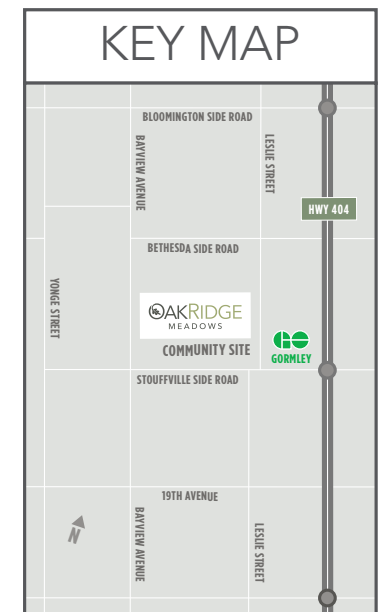 KEY MAP
BLOOMINGTON SIDE ROAD
BAYVIEW AVENUE
LESLIE STREET
HWY 404
BETHESDA SIDE ROAD
YONGE STREET
OAKRIDGE
MEADOWS
COMMUNITY SITE
GO
GORMLEY
STOUFFVILLE SIDE ROAD
19TH AVENUE
N
BAYVIEW AVENUE
LESLIE STREET